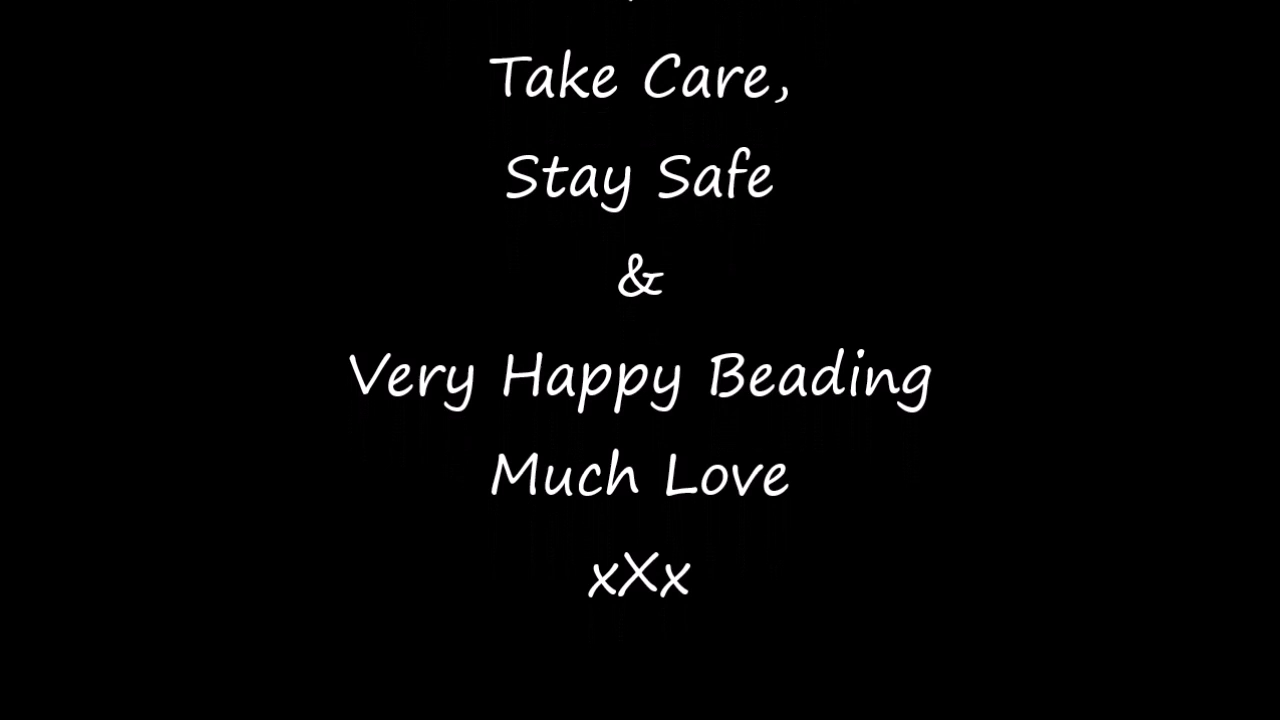 Take Care,
Stay Safe
&
Very Happy Beading
Much Love
xXx